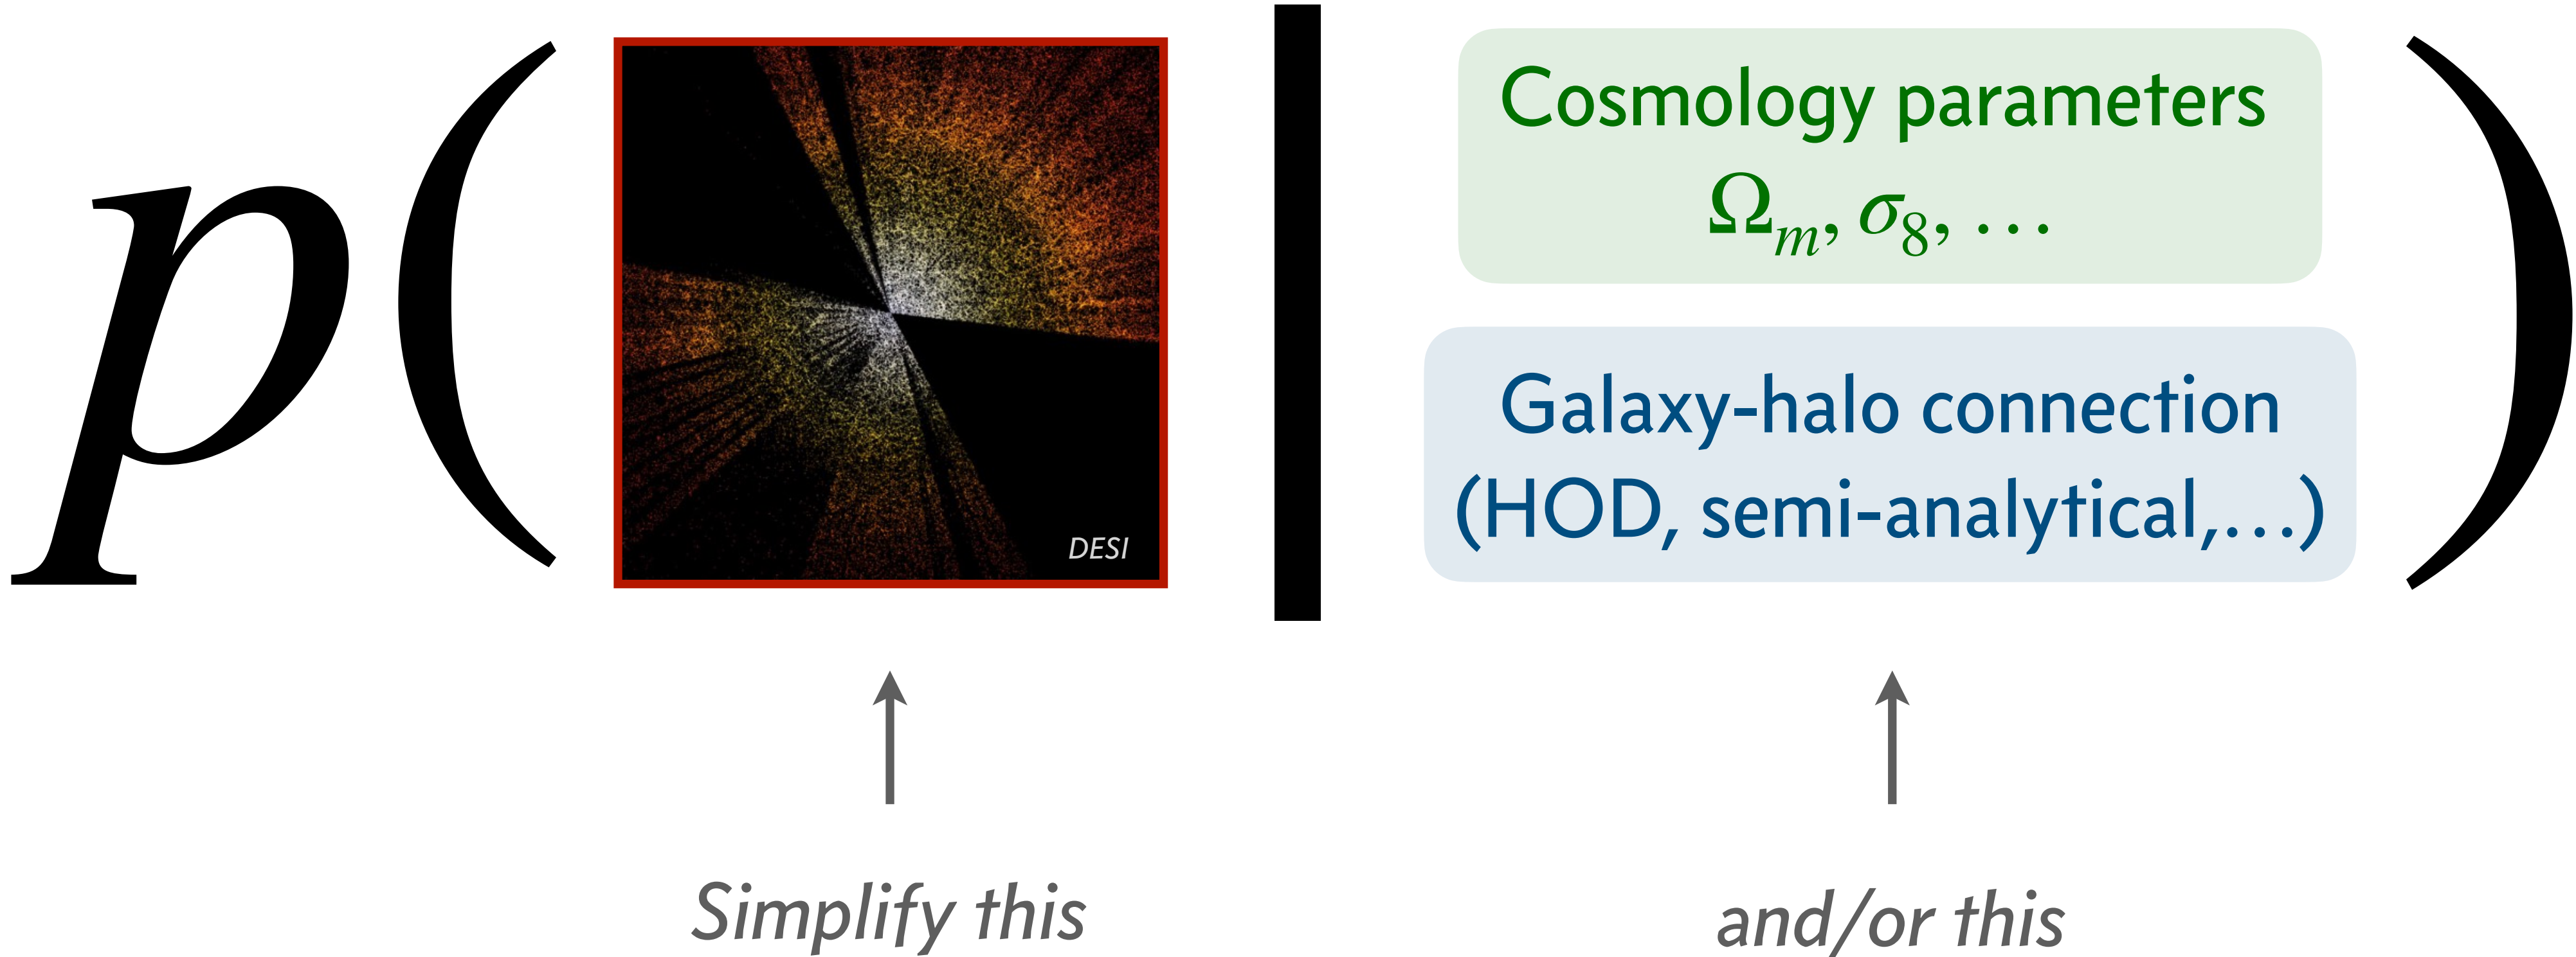 p(
DESI
|
Cosmology parameters
Ωm, σ8, …
Galaxy-halo connection
(HOD, semi-analytical,…)
)
Simplify this
and/or this